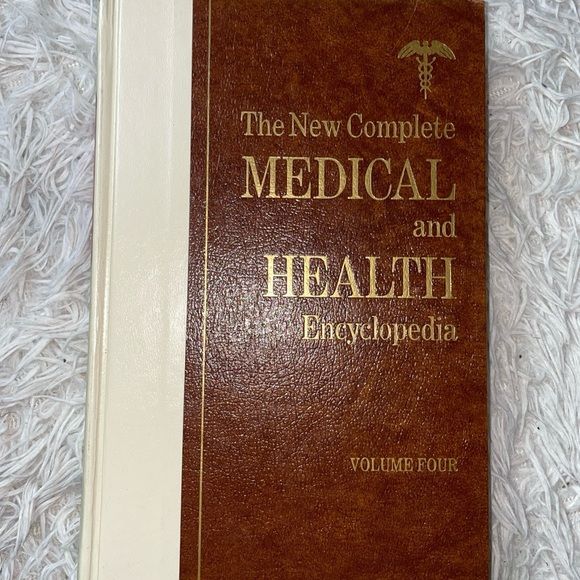 The New Complete
MEDICAL
and
HEALTH
Encyclopedia
VOLUME FOUR